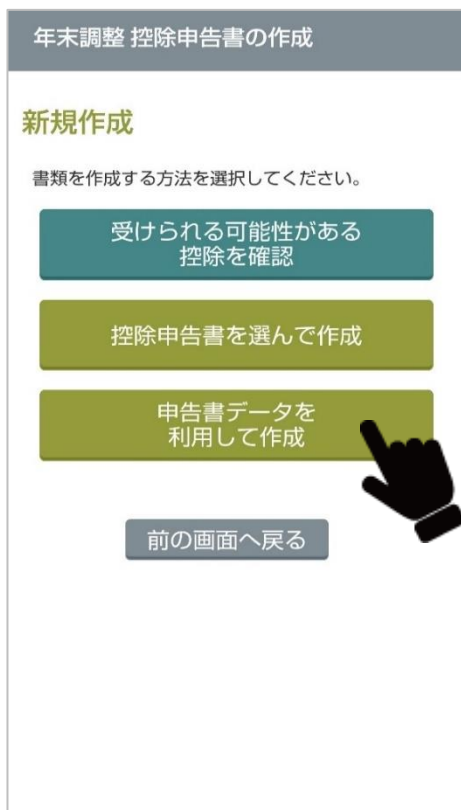 年末調整 控除申告書の作成
新規作成
書類を作成する方法を選択してください。
受けられる可能性がある
控除を確認
控除申告書を選んで作成
申告書データを
利用して作成
前の画面へ戻る